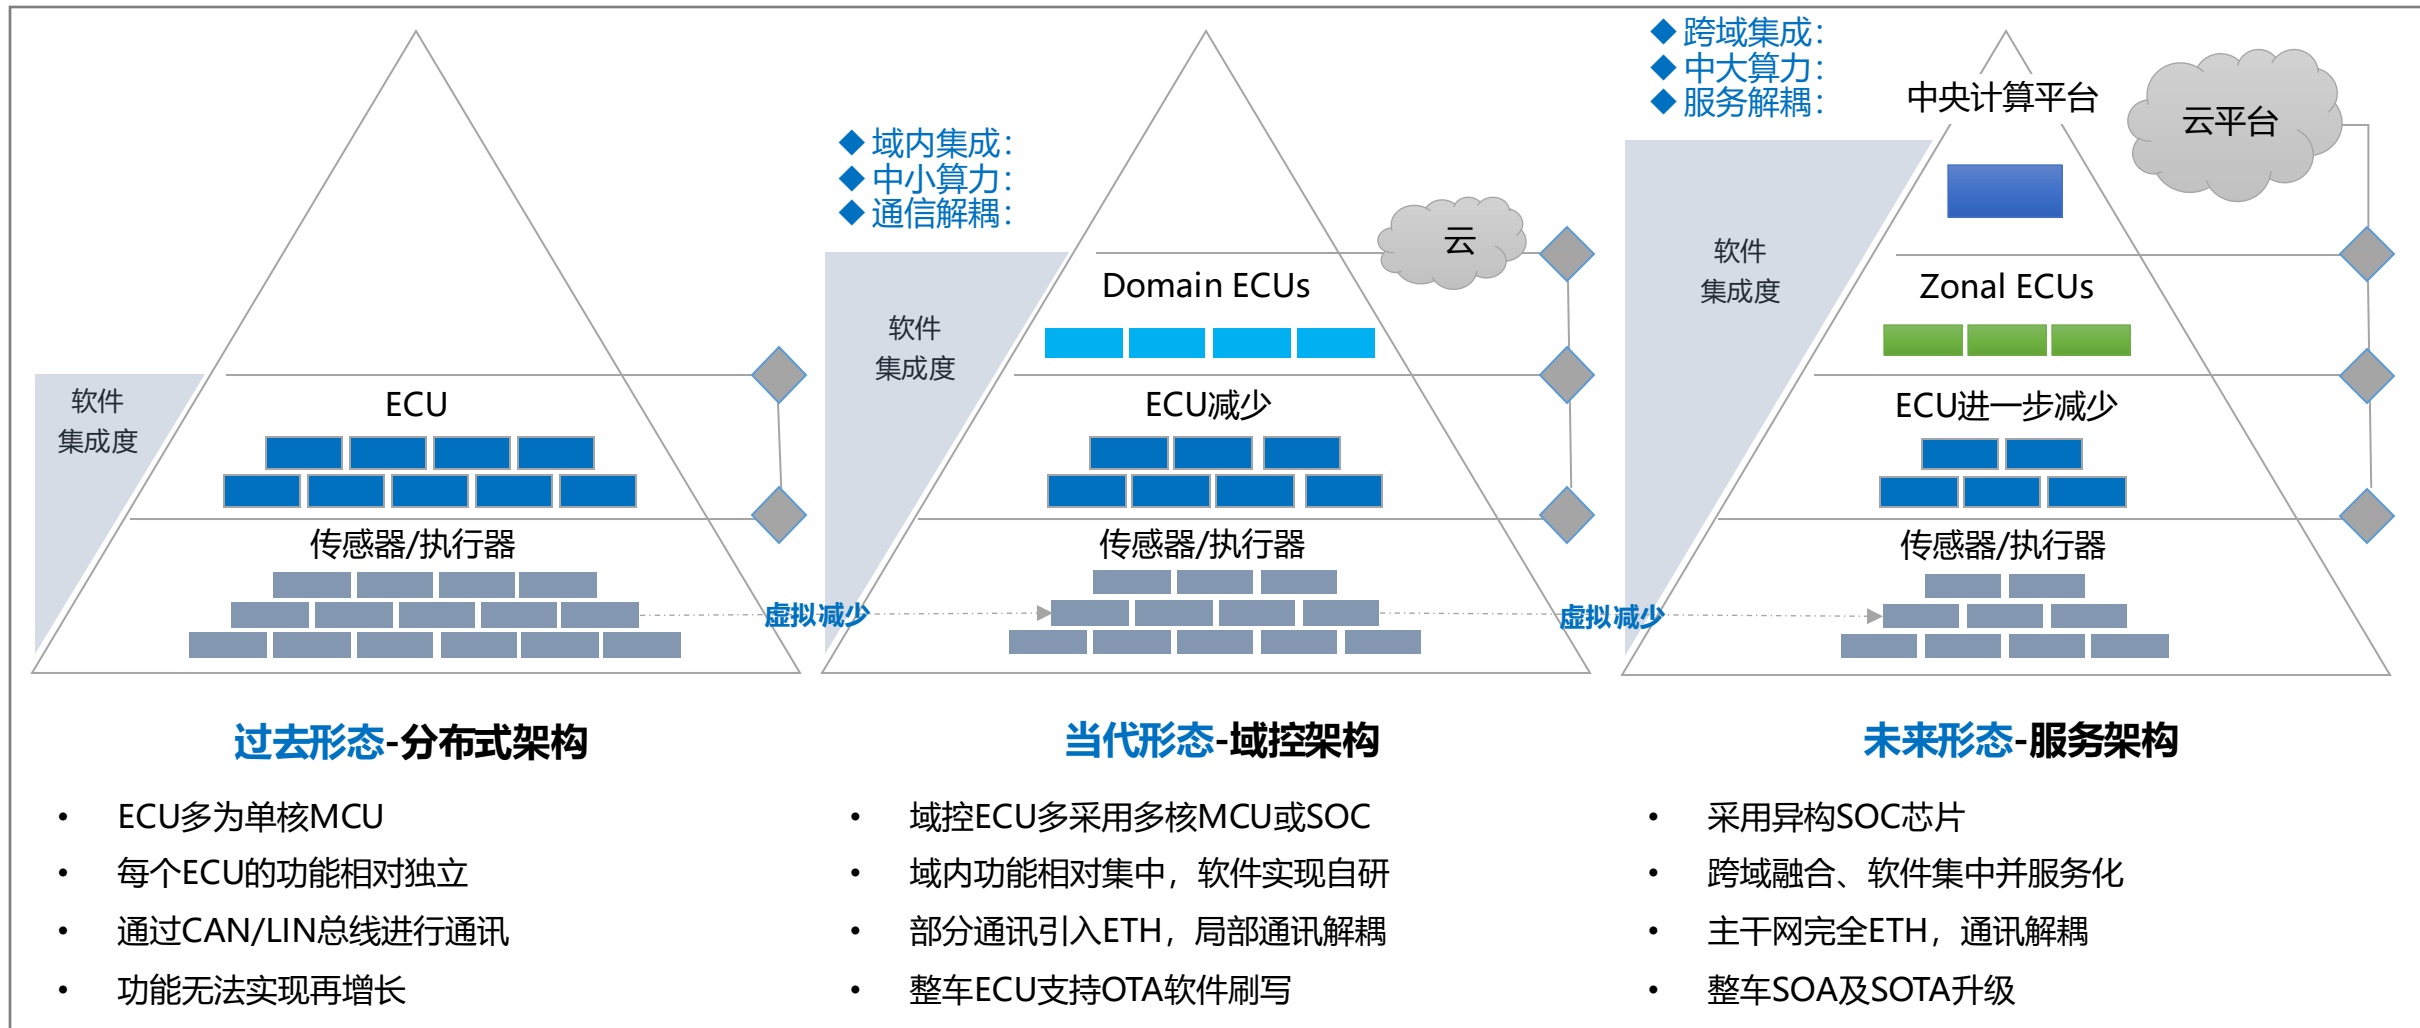 软件
集成度
ECU
传感器/执行器
虚拟减少
过去形态-分布式架构
• ECU多为单核MCU
• 每个ECU的功能相对独立
• 通过CAN/LIN总线进行通讯
• 功能无法实现再增长
◆ 域内集成：
◆ 中小算力：
◆ 通信解耦：
云
软件
集成度
Domain ECUs
ECU减少
传感器/执行器
虚拟减少
当代形态-域控架构
• 域控ECU多采用多核MCU或SOC
• 域内功能相对集中，软件实现自研
• 部分通讯引入ETH，局部通讯解耦
• 整车ECU支持OTA软件刷写
◆ 跨域集成：
◆ 中大算力：
◆ 服务解耦：
中央计算平台
云平台
软件
集成度
Zonal ECUs
ECU进一步减少
传感器/执行器
未来形态-服务架构
• 采用异构SOC芯片
• 跨域融合、软件集中并服务化
• 主干网完全ETH，通讯解耦
• 整车SOA及SOTA升级